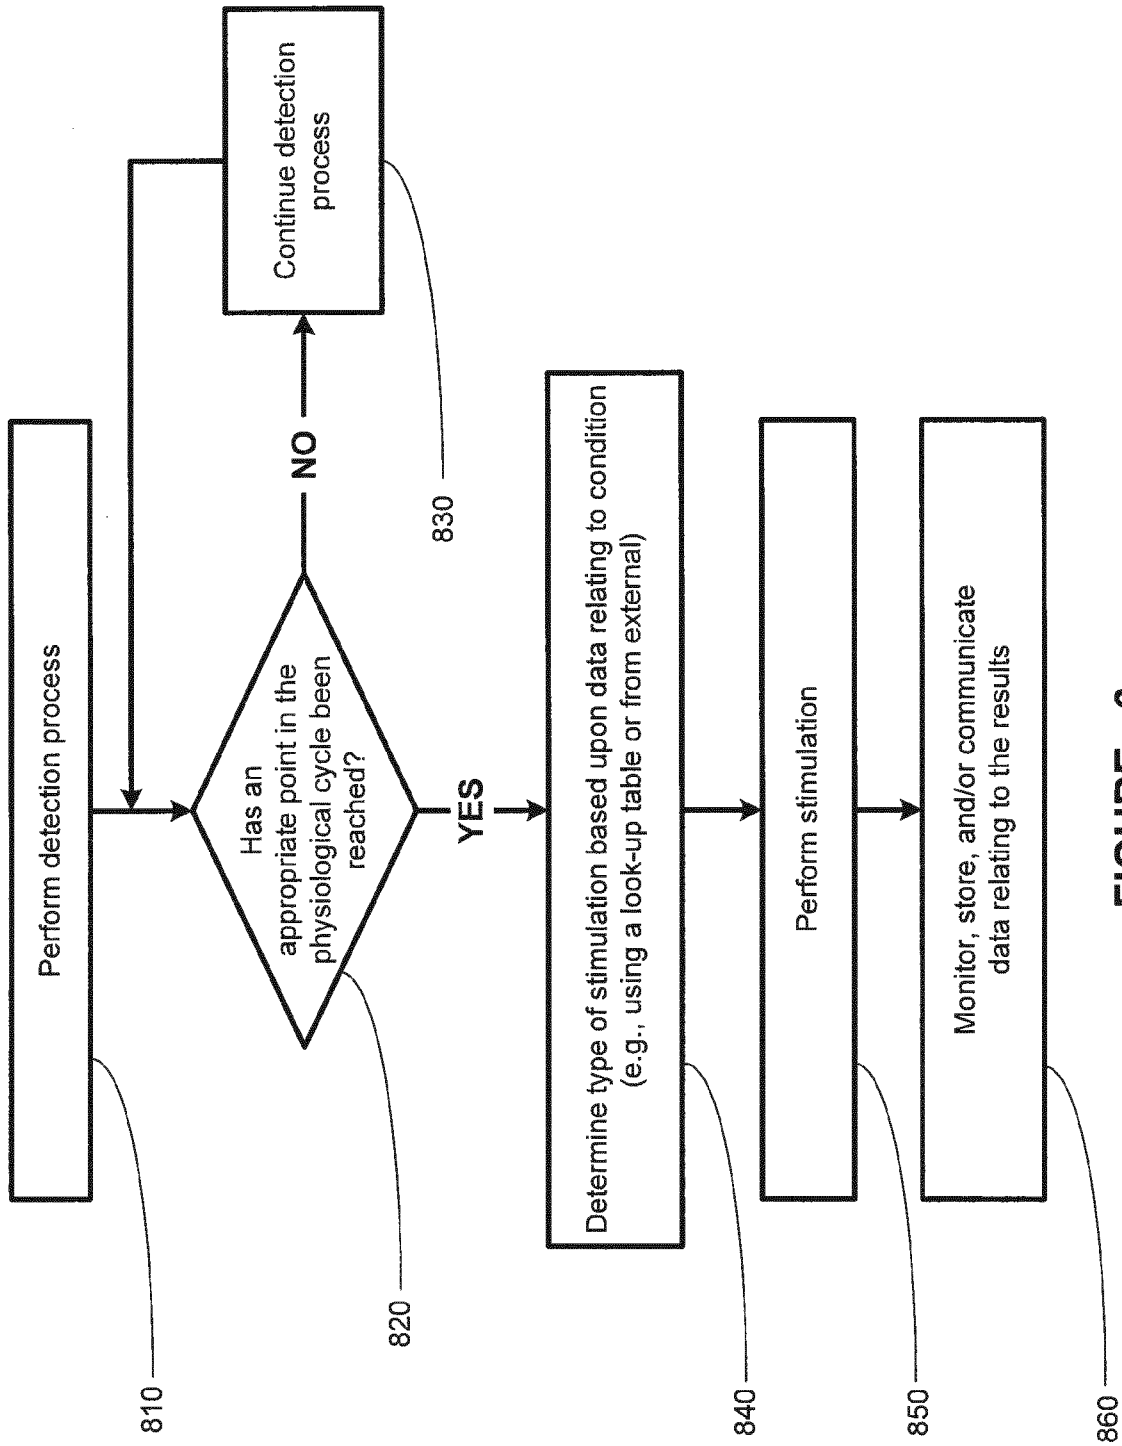 Perform detection process
810
Has an
appropriate point in the
physiological cycle been
reached?
820
NO
Continue detection
process
830
YES
Determine type of stimulation based upon data relating to condition
(e.g., using a look-up table or from external)
840
Perform stimulation
850
Monitor, store, and/or communicate
data relating to the results
860